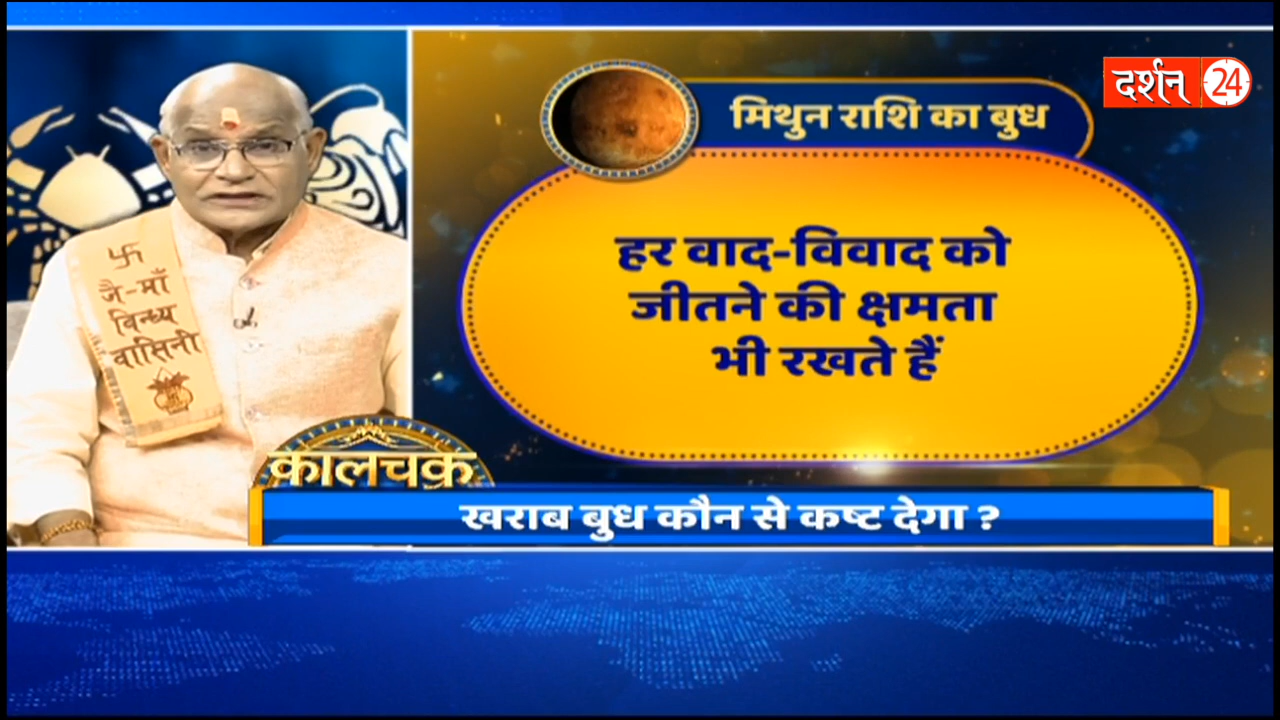 दर्शन 24
मिथुन राशि का बुध
हर वाद-विवाद को
जीतने की क्षमता
भी रखते हैं
जै-माँ
विन्ध्य
वासिनी
कालचक्र
खराब बुध कौन से कष्ट देगा ?